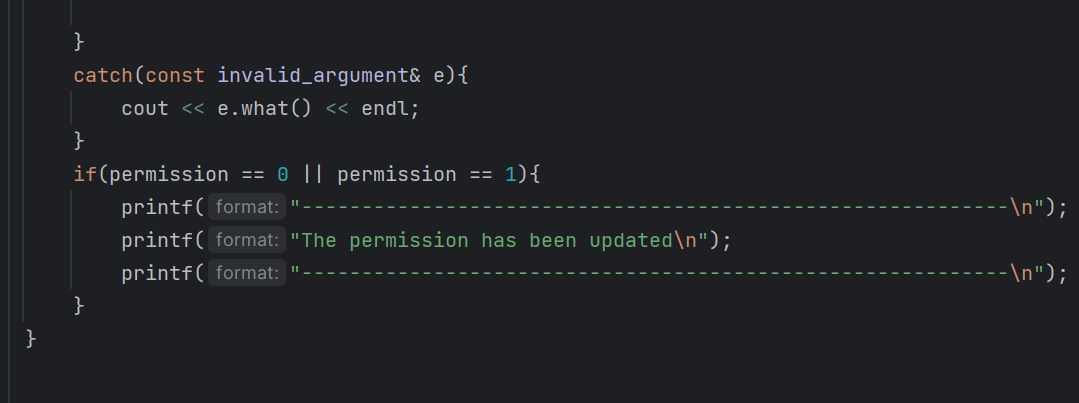 }
catch(const invalid_argument& e){
cout << e.what() << endl;
}
if(permission == 0 || permission == 1){
printf( format: "-----------------------------------------------------------\n");
printf( format: "The permission has been updated\n");
printf( format: "-----------------------------------------------------------\n");
}
}